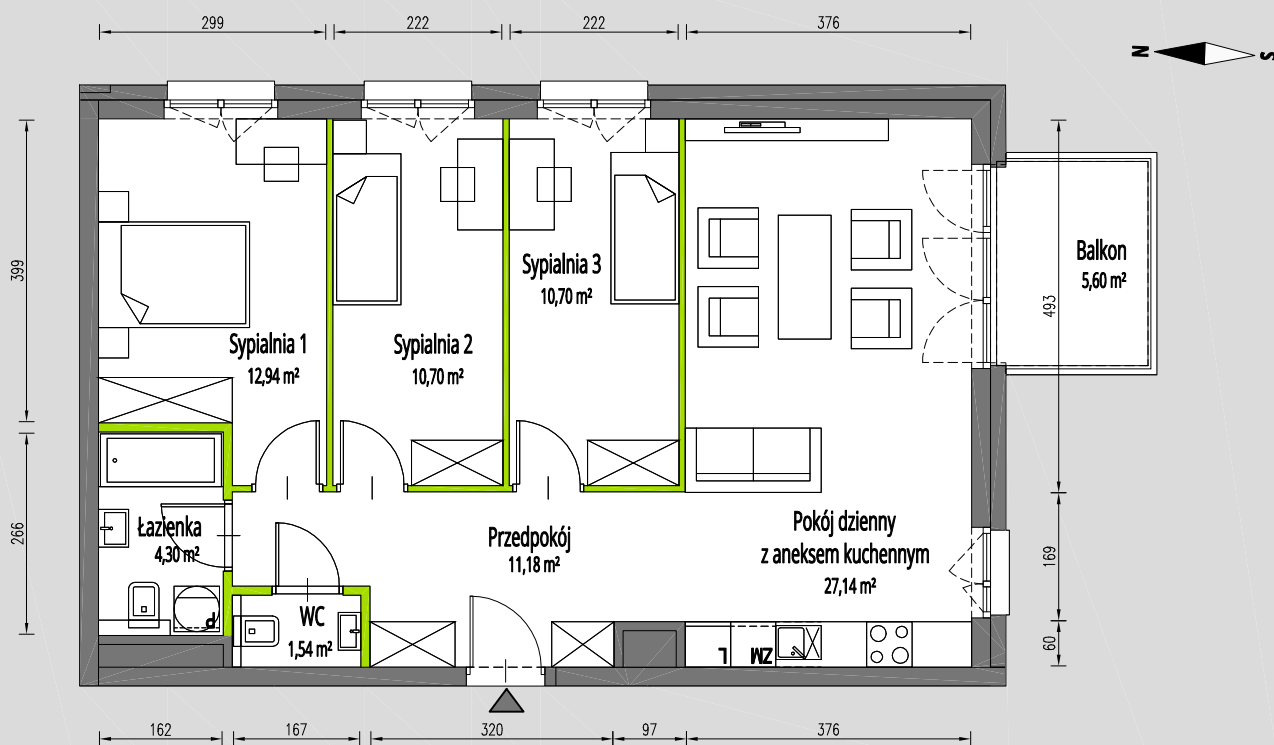 299
222
222
376
N
S
399
266
493
169
60
Balkon
5,60 m²
Sypialnia 3
10,70 m²
Sypialnia 1
12,94 m²
Sypialnia 2
10,70 m²
Łazienka
4,30 m²
Przedpokój
11,18 m²
Pokój dzienny
z aneksem kuchennym
27,14 m²
WC
1,54 m²
p
L
ZM
162
167
320
97
376